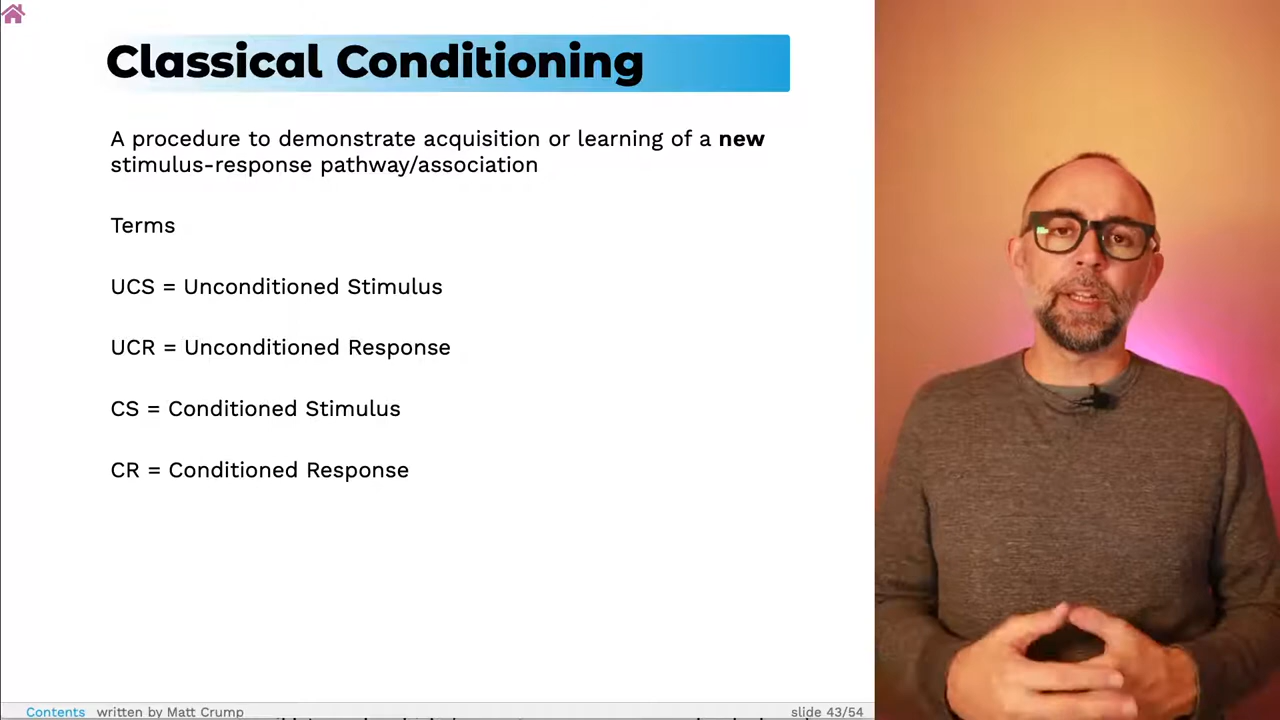 Classical Conditioning
A procedure to demonstrate acquisition or learning of a new
stimulus-response pathway/association
Terms
UCS = Unconditioned Stimulus
UCR = Unconditioned Response
CS = Conditioned Stimulus
CR = Conditioned Response
Contents written by Matt Crump slide 43/54